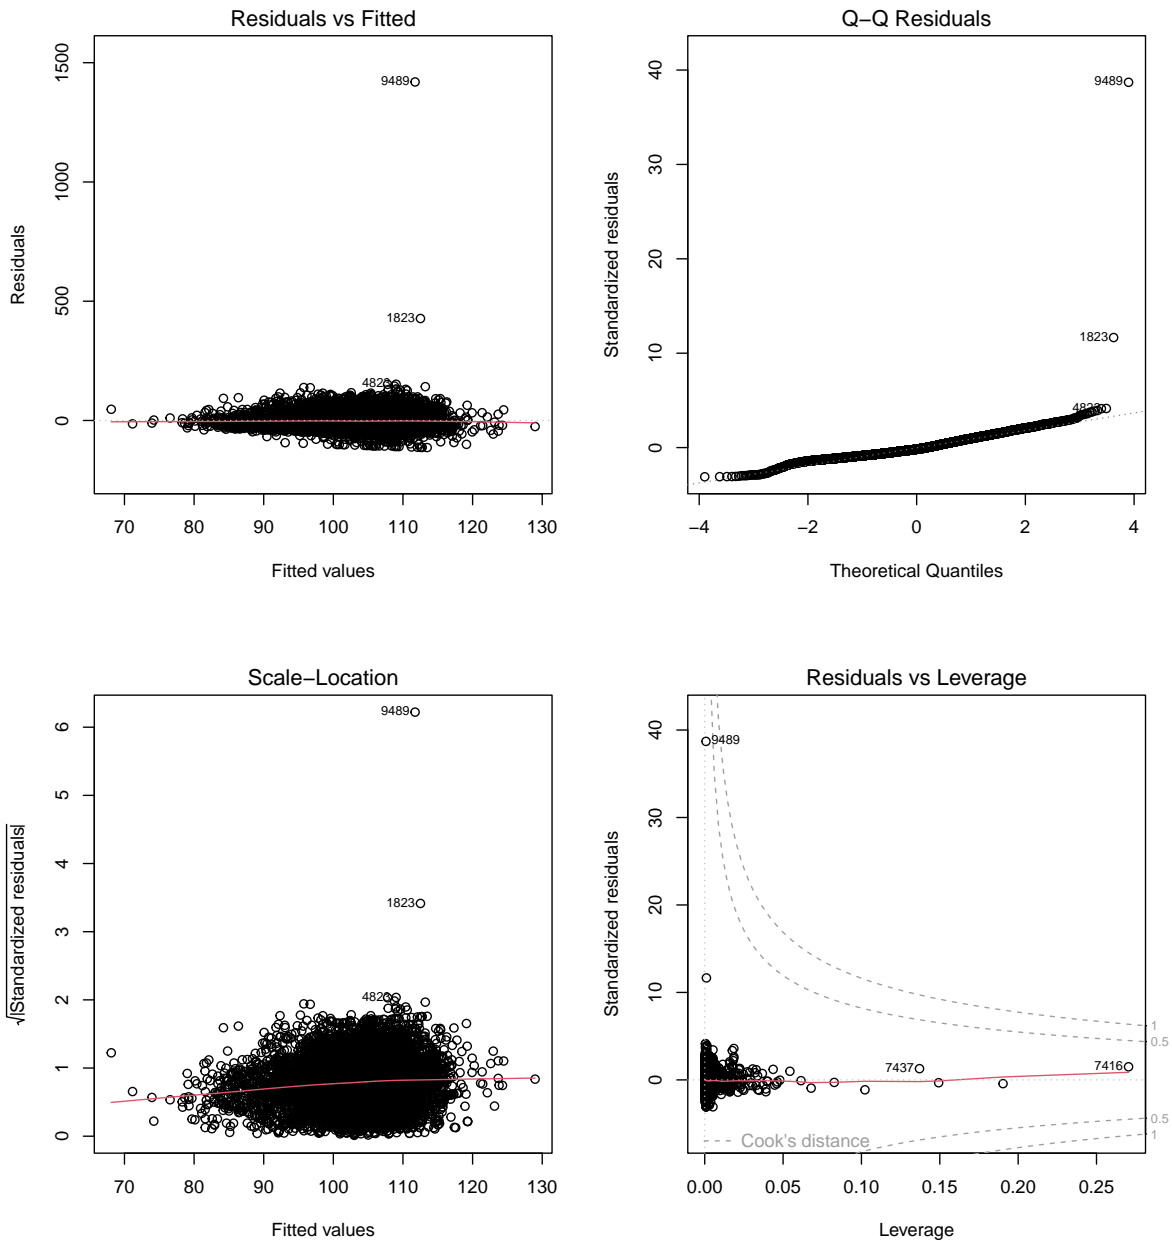 Residuals vs Fitted
1500
1000
500
0
Residuals
9489
1823
4823
70 80 90 100 110 120 130
Fitted values
Q−Q Residuals
40
30
20
10
0
Standardized residuals
9489
1823
4823
−4 −2 0 2 4
Theoretical Quantiles
Scale−Location
6
5
4
3
2
1
0
√|Standardized residuals|
9489
1823
4823
70 80 90 100 110 120 130
Fitted values
Residuals vs Leverage
40
30
20
10
0
Standardized residuals
9489
7437
7416
1
0.5
0.5
1
Cook's distance
0.00 0.05 0.10 0.15 0.20 0.25
Leverage